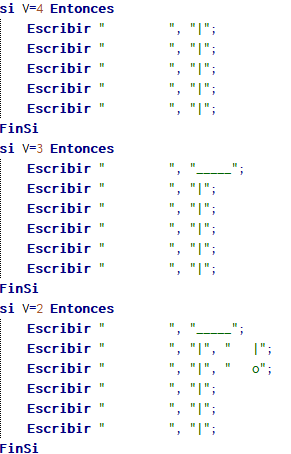 si V=4 Entonces
    Escribir "        ", "|";
    Escribir "        ", "|";
    Escribir "        ", "|";
    Escribir "        ", "|";
    Escribir "        ", "|";
FinSi
si V=3 Entonces
    Escribir "        ", "_____";
    Escribir "        ", "|";
    Escribir "        ", "|";
    Escribir "        ", "|";
    Escribir "        ", "|";
    Escribir "        ", "|";
FinSi
si V=2 Entonces
    Escribir "        ", "_____";
    Escribir "        ", "|", "   |";
    Escribir "        ", "|", "   o";
    Escribir "        ", "|";
    Escribir "        ", "|";
    Escribir "        ", "|";
FinSi